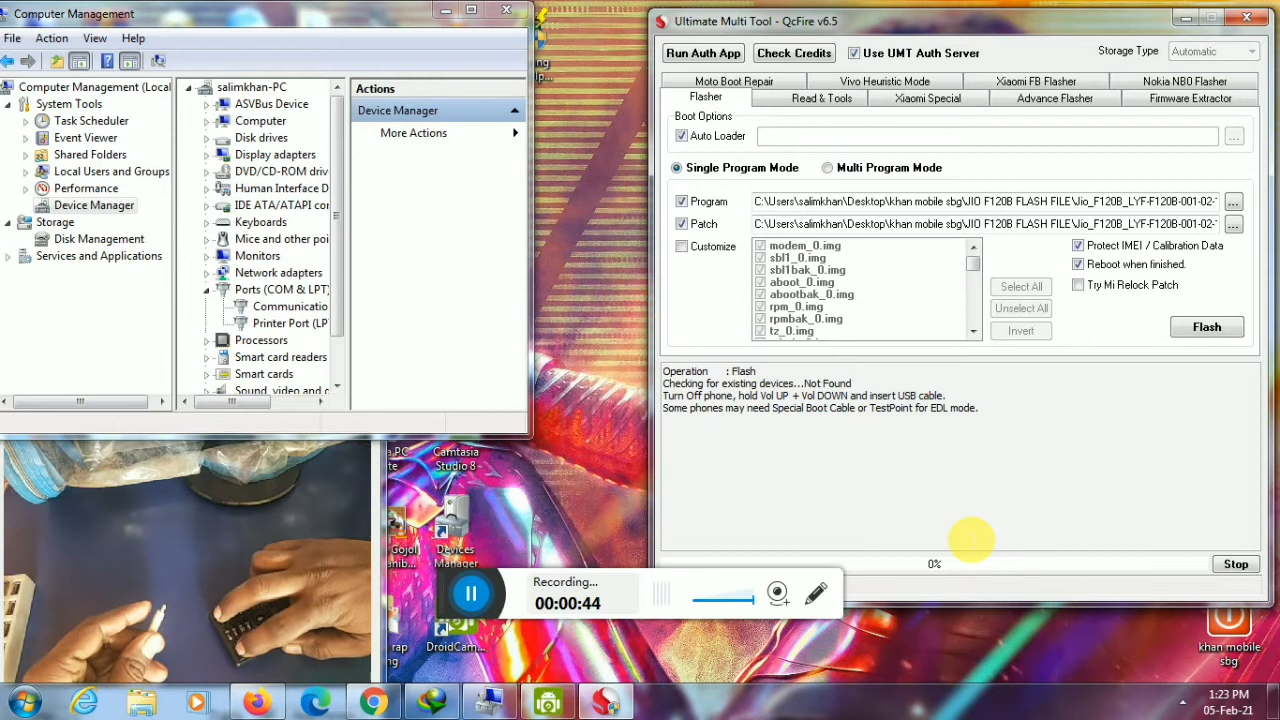 Computer Management
File Action View Help
Computer Management (Local
System Tools
Task Scheduler
Event Viewer
Shared Folders
Local Users and Groups
Performance
Device Manager
Storage
Disk Management
Services and Applications
salimkhan-PC
ASVBus Device
Computer
Disk drives
Display adapters
DVD/CD-ROM driv
Human Interface D
IDE ATA/ATAPI cor
Keyboards
Mice and other poi
Monitors
Network adapters
Ports (COM & LPT)
Communicatio
Printer Port (LP
Processors
Smart card readers
Smart cards
Sound, video and g
Actions
Device Manager
More Actions
Ultimate Multi Tool - QcFire v6.5
Run Auth App Check Credits Use UMT Auth Server Storage Type Automatic
Moto Boot Repair Vivo Heuristic Mode Xiaomi FB Flasher Nokia NB0 Flasher
Flasher Read & Tools Xiaomi Special Advance Flasher Firmware Extractor
Boot Options
Auto Loader ...
Single Program Mode Multi Program Mode
Program C:\Users\salimkhan\Desktop\khan mobile sbg\JIO F120B FLASH FILE\Jio_F120B_LYF-F120B-001-02- ...
Patch C:\Users\salimkhan\Desktop\khan mobile sbg\JIO F120B FLASH FILE\Jio_F120B_LYF-F120B-001-02- ...
Customize
modem_0.img
sbl1_0.img
sbl1bak_0.img
aboot_0.img
abootbak_0.img
rpm_0.img
rpmbak_0.img
tz_0.img
Select All
Unselect All
Invert
Protect IMEI / Calibration Data
Reboot when finished.
Try Mi Relock Patch
Flash
Operation : Flash
Checking for existing devices...Not Found
Turn Off phone, hold Vol UP + Vol DOWN and insert USB cable.
Some phones may need Special Boot Cable or TestPoint for EDL mode.
0% Stop
a PC
Camtasia
Studio 8
Gojol
Devices
Manager
DroidCam
Recording...
00:00:44
khan mobile
sbg
1:23 PM
05-Feb-21